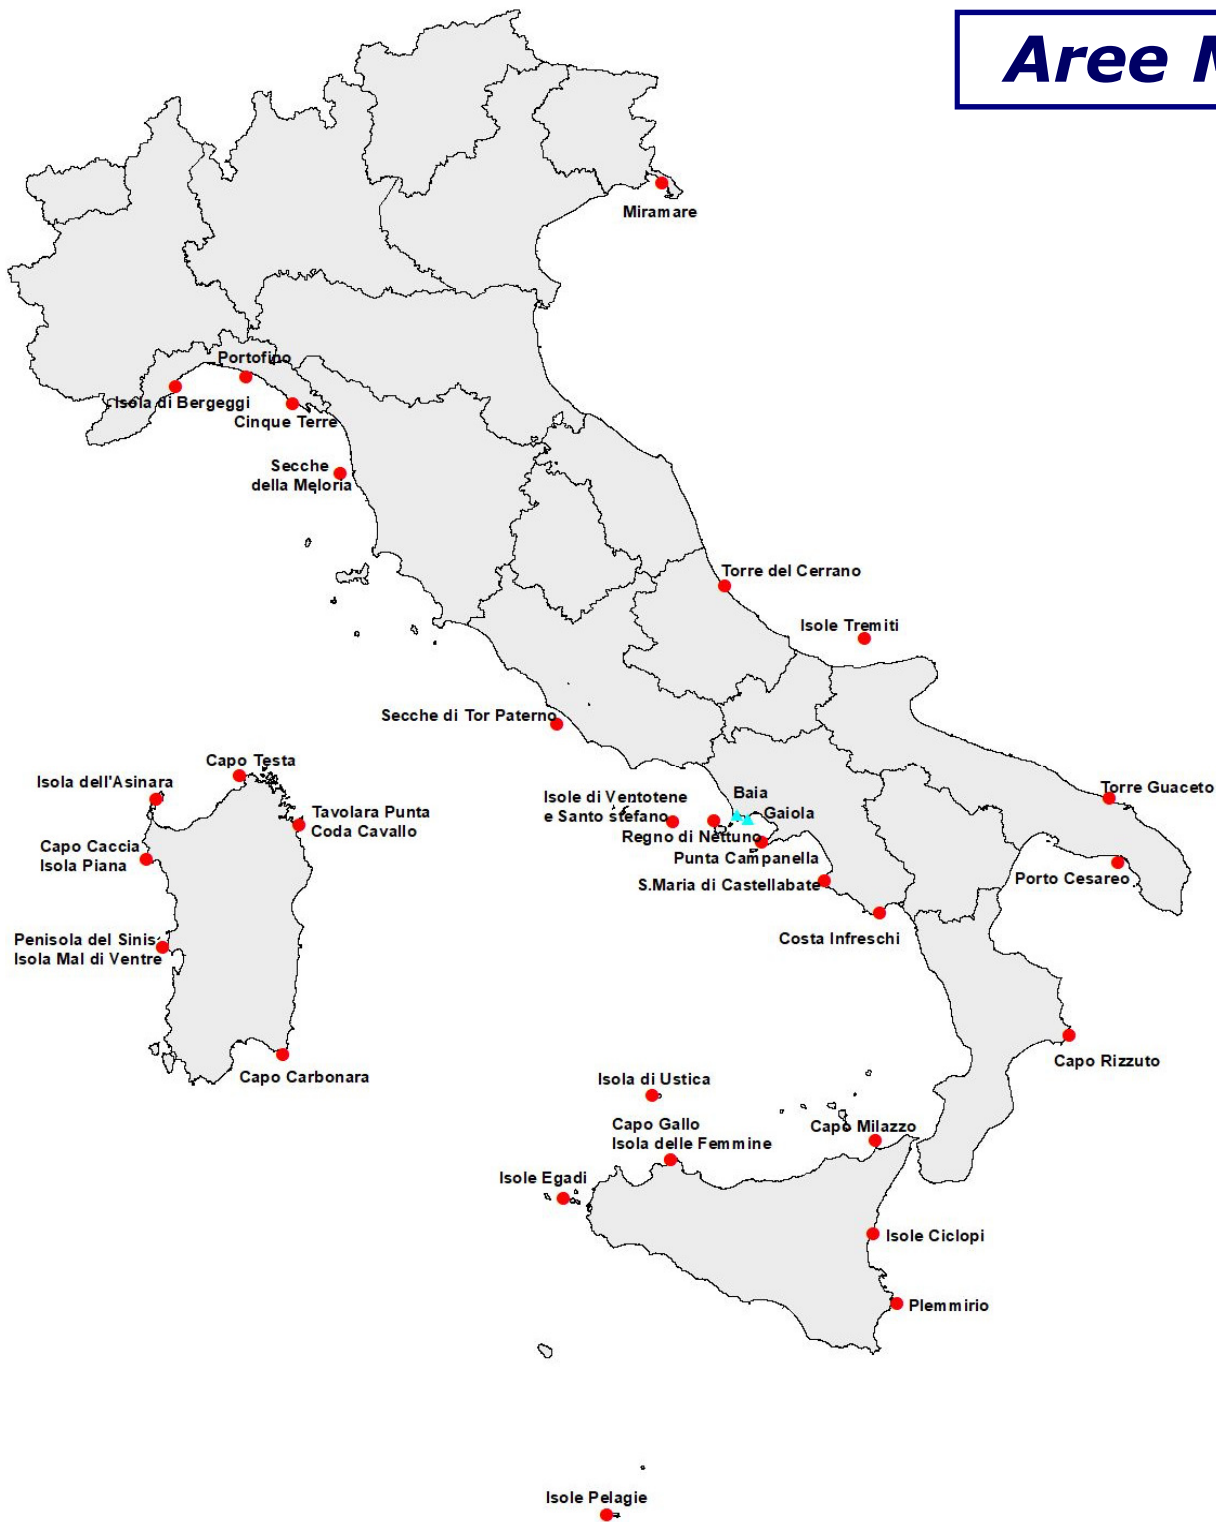 Aree M
Miramare
Portofino
Isola di Bergeggi
Cinque Terre
Secche
della Meloria
Torre del Cerrano
Isole Tremiti
Secche di Tor Paterno
Capo Testa
Isola dell'Asinara
Tavolara Punta
Coda Cavallo
Capo Caccia
Isola Piana
Penisola del Sinis
Isola Mal di Ventre
Capo Carbonara
Isole di Ventotene
e Santo stefano
Baia
Gaiola
Regno di Nettuno
Punta Campanella
S.Maria di Castellabate
Costa Infreschi
Torre Guaceto
Porto Cesareo
Capo Rizzuto
Isola di Ustica
Capo Gallo
Isola delle Femmine
Capo Milazzo
Isole Egadi
Isole Ciclopi
Plemmirio
Isole Pelagie